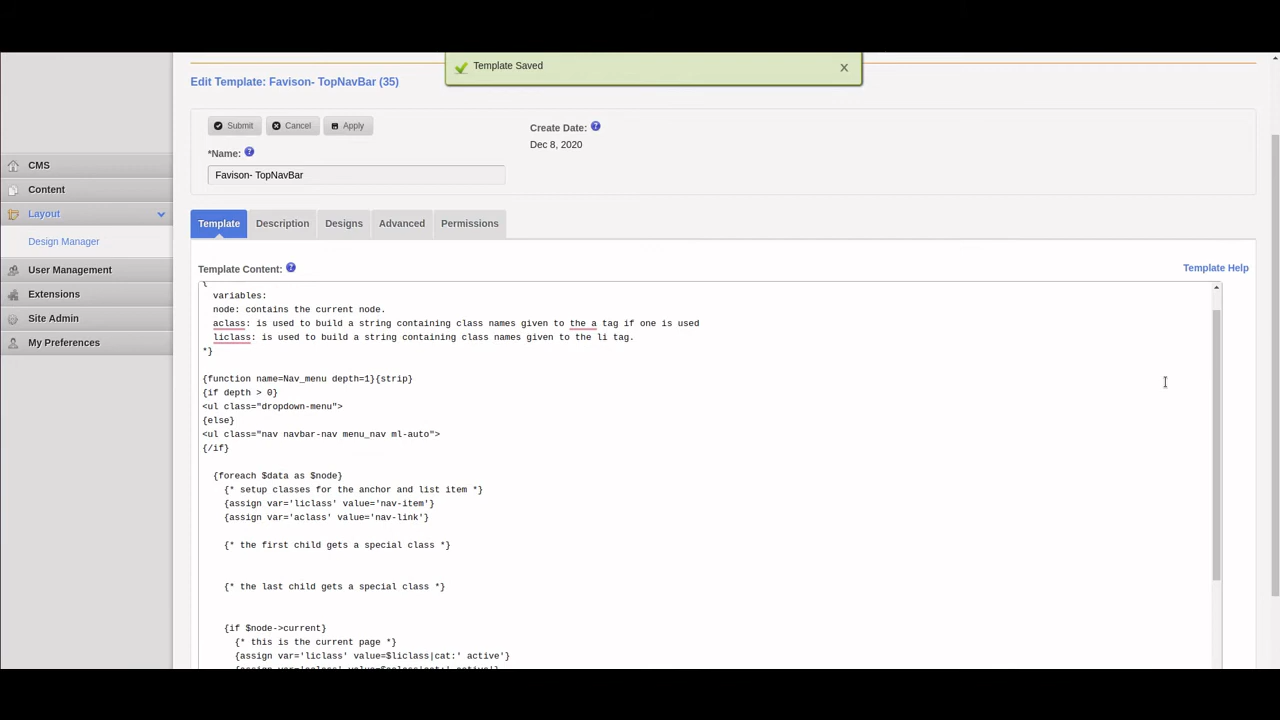 Template Saved
X
Edit Template: Favison- TopNavBar (35)
Submit
Cancel
Apply
Create Date:
Dec 8, 2020
*Name:
Favison- TopNavBar
CMS
Content
Layout
Design Manager
User Management
Extensions
Site Admin
My Preferences
Template
Description
Designs
Advanced
Permissions
Template Content:
Template Help
variables:
node: contains the current node.
aclass: is used to build a string containing class names given to the a tag if one is used
liclass: is used to build a string containing class names given to the li tag.
*}
{function name=Nav_menu depth=1}{strip}
{if depth > 0}
<ul class="dropdown-menu">
{else}
<ul class="nav navbar-nav menu_nav ml-auto">
{/if}
{foreach $data as $node}
{* setup classes for the anchor and list item *}
{assign var='liclass' value='nav-item'}
{assign var='aclass' value='nav-link'}
{* the first child gets a special class *}
{* the last child gets a special class *}
{if $node->current}
{* this is the current page *}
{assign var='liclass' value=$liclass|cat:' active'}